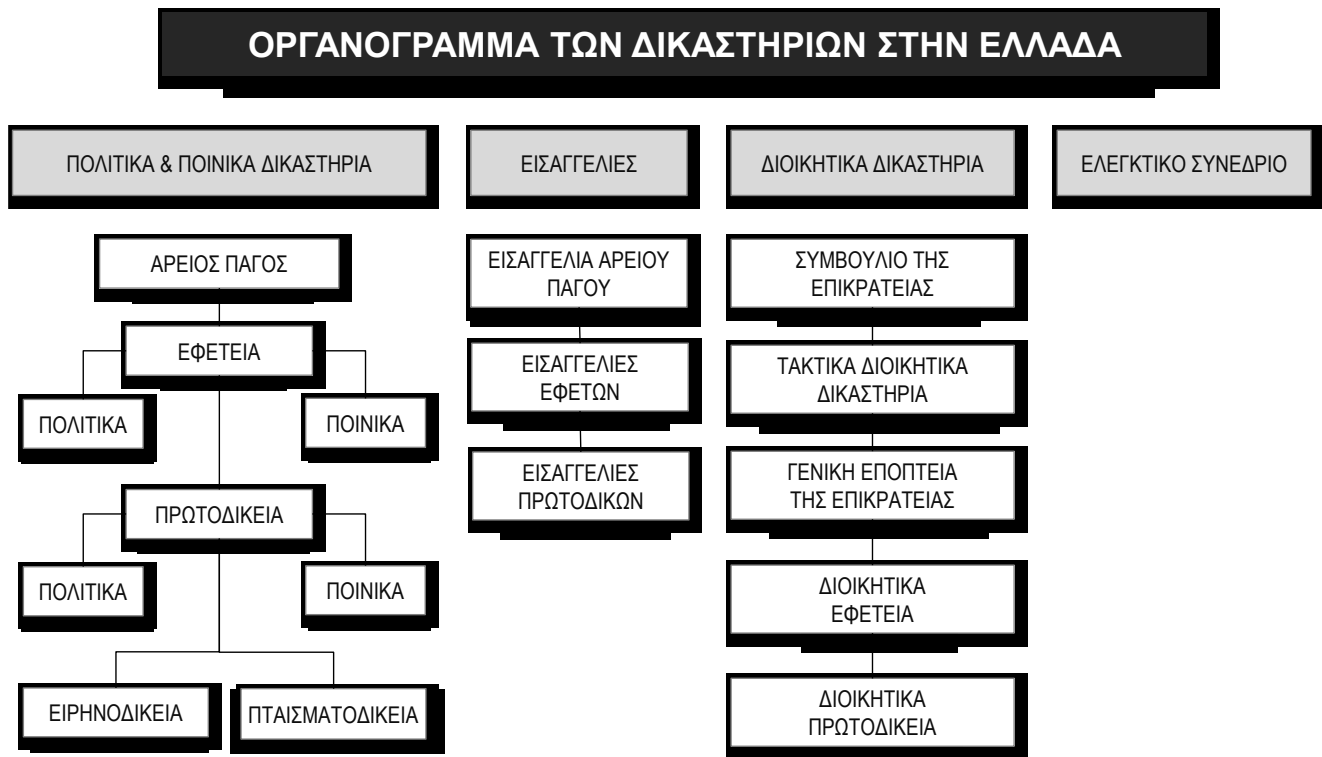 ΟΡΓΑΝΟΓΡΑΜΜΑ ΤΩΝ ΔΙΚΑΣΤΗΡΙΩΝ ΣΤΗΝ ΕΛΛΑΔΑ
ΠΟΛΙΤΙΚΑ & ΠΟΙΝΙΚΑ ΔΙΚΑΣΤΗΡΙΑ
ΑΡΕΙΟΣ ΠΑΓΟΣ
ΕΦΕΤΕΙΑ
ΠΟΛΙΤΙΚΑ
ΠΟΙΝΙΚΑ
ΠΡΩΤΟΔΙΚΕΙΑ
ΠΟΛΙΤΙΚΑ
ΠΟΙΝΙΚΑ
ΕΙΡΗΝΟΔΙΚΕΙΑ
ΠΤΑΙΣΜΑΤΟΔΙΚΕΙΑ
ΕΙΣΑΓΓΕΛΙΕΣ
ΕΙΣΑΓΓΕΛΙΑ ΑΡΕΙΟΥ
ΠΑΓΟΥ
ΕΙΣΑΓΓΕΛΙΕΣ
ΕΦΕΤΩΝ
ΕΙΣΑΓΓΕΛΙΕΣ
ΠΡΩΤΟΔΙΚΩΝ
ΔΙΟΙΚΗΤΙΚΑ ΔΙΚΑΣΤΗΡΙΑ
ΣΥΜΒΟΥΛΙΟ ΤΗΣ
ΕΠΙΚΡΑΤΕΙΑΣ
ΤΑΚΤΙΚΑ ΔΙΟΙΚΗΤΙΚΑ
ΔΙΚΑΣΤΗΡΙΑ
ΓΕΝΙΚΗ ΕΠΟΠΤΕΙΑ
ΤΗΣ ΕΠΙΚΡΑΤΕΙΑΣ
ΔΙΟΙΚΗΤΙΚΑ
ΕΦΕΤΕΙΑ
ΔΙΟΙΚΗΤΙΚΑ
ΠΡΩΤΟΔΙΚΕΙΑ
ΕΛΕΓΚΤΙΚΟ ΣΥΝΕΔΡΙΟ